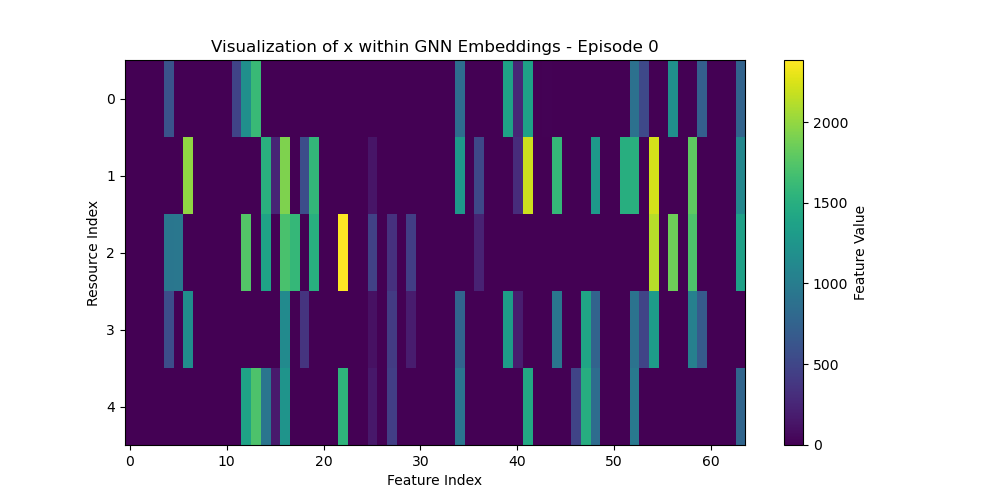 Visualization of x within GNN Embeddings - Episode 0
Resource Index
0
1
2
3
4
0 10 20 30 40 50 60
Feature Index
2000
1500
1000
500
0
Feature Value